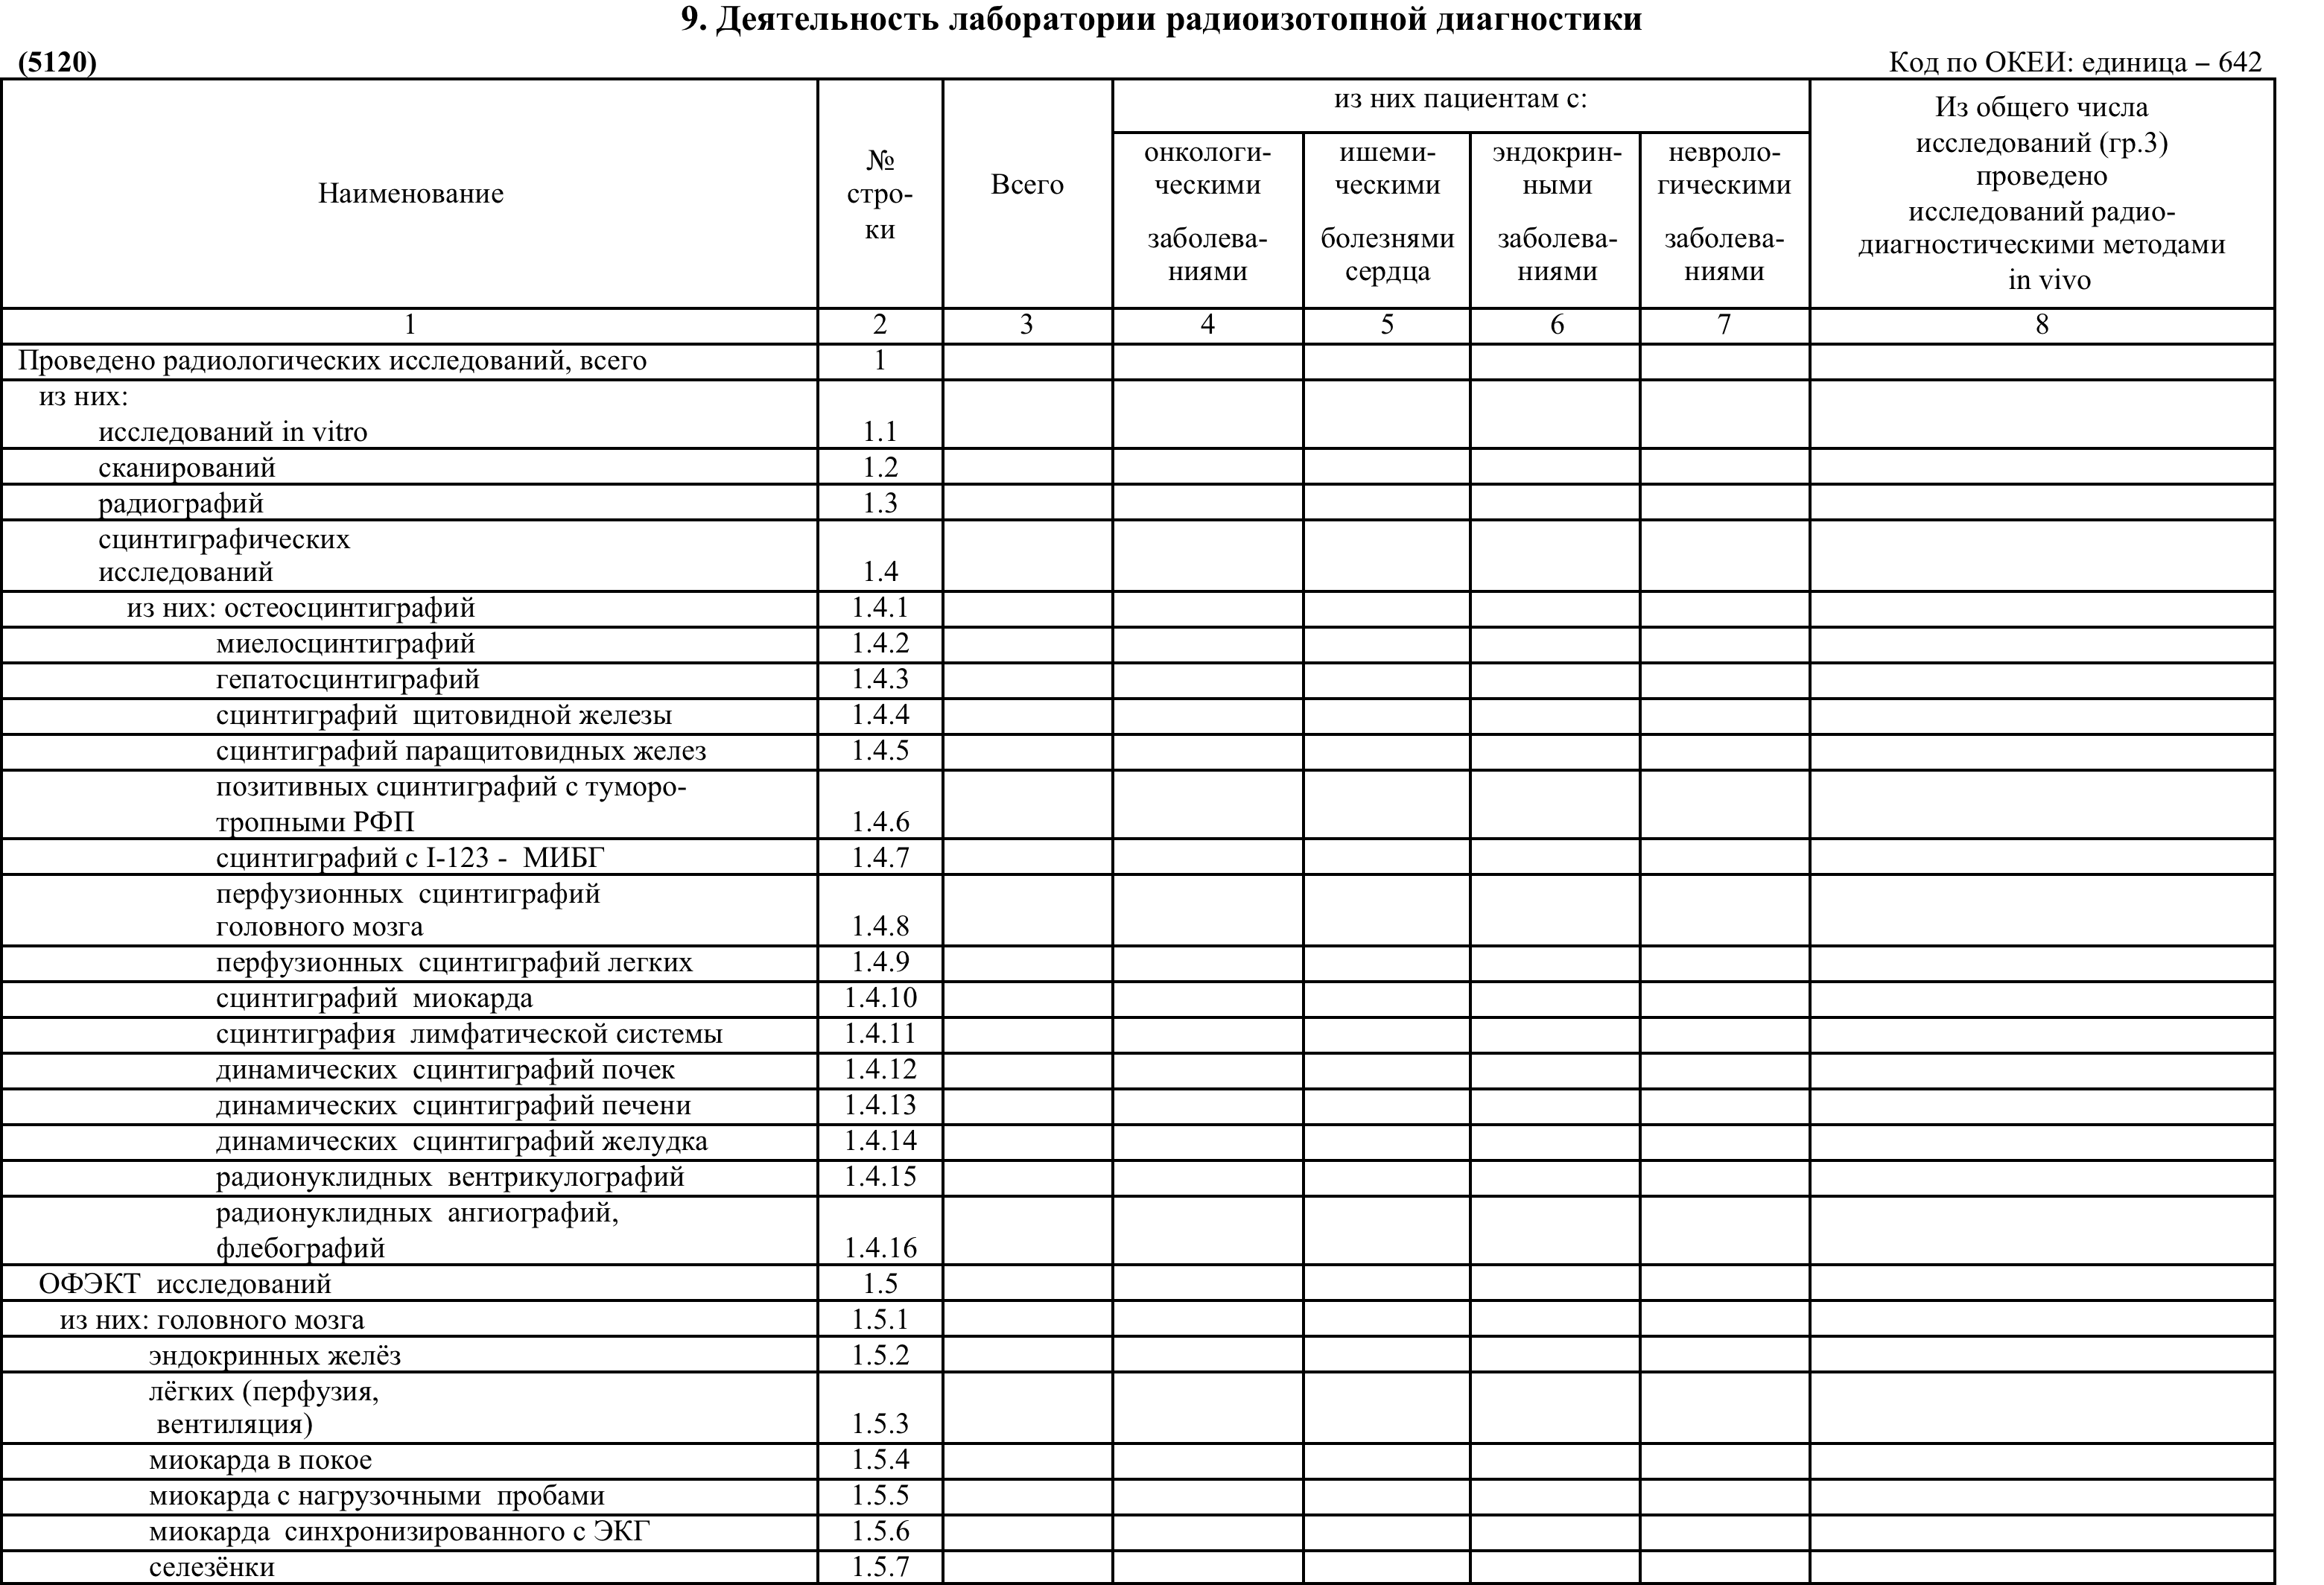 9. Деятельность лаборатории радиоизотопной диагностики
(5120)
Код по ОКЕИ: единица – 642
Наименование
№
стро-
ки
Всего
из них пациентам с:
онкологи-
ческими
заболева-
ниями
ишеми-
ческими
болезнями
сердца
эндокрин-
ными
заболева-
ниями
невроло-
гическими
заболева-
ниями
Из общего числа
исследований (гр.3)
проведено
исследований радио-
диагностическими методами
in vivo
1 2 3 4 5 6 7 8
Проведено радиологических исследований, всего 1
из них:
исследований in vitro 1.1
сканирований 1.2
радиографий 1.3
сцинтиграфических
исследований 1.4
из них: остеосцинтиграфий 1.4.1
миелосцинтиграфий 1.4.2
гепатосцинтиграфий 1.4.3
сцинтиграфий щитовидной железы 1.4.4
сцинтиграфий паращитовидных желез 1.4.5
позитивных сцинтиграфий с туморо-
тропными РФП 1.4.6
сцинтиграфий с I-123 - МИБГ 1.4.7
перфузионных сцинтиграфий
головного мозга 1.4.8
перфузионных сцинтиграфий легких 1.4.9
сцинтиграфий миокарда 1.4.10
сцинтиграфия лимфатической системы 1.4.11
динамических сцинтиграфий почек 1.4.12
динамических сцинтиграфий печени 1.4.13
динамических сцинтиграфий желудка 1.4.14
радионуклидных вентрикулографий 1.4.15
радионуклидных ангиографий,
флебографий 1.4.16
ОФЭКТ исследований 1.5
из них: головного мозга 1.5.1
эндокринных желёз 1.5.2
лёгких (перфузия,
вентиляция) 1.5.3
миокарда в покое 1.5.4
миокарда с нагрузочными пробами 1.5.5
миокарда синхронизированного с ЭКГ 1.5.6
селезёнки 1.5.7